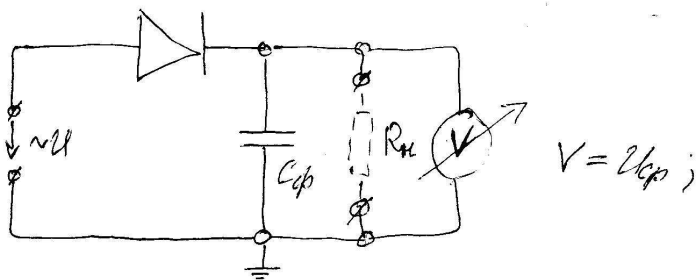 ~U
Cф
Rн
V
V = Uср ;